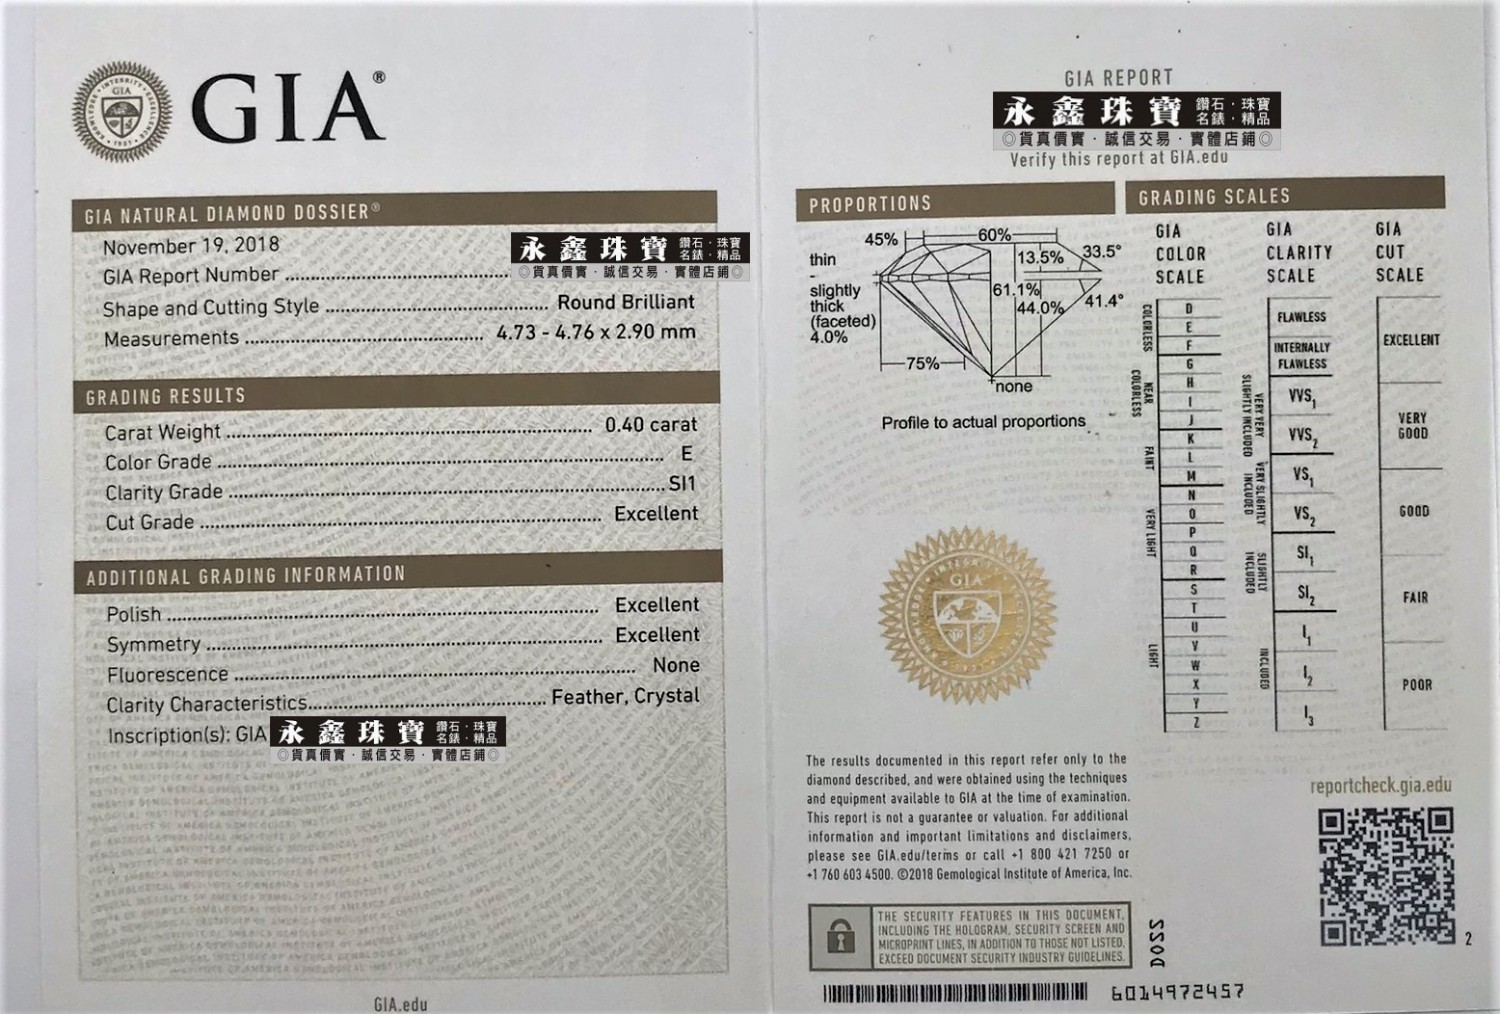 GIA®
GIA NATURAL DIAMOND DOSSIER®
November 19, 2018
GIA Report Number
永鑫珠寶 鑽石·珠寶
名錶·精品
◎貨真價實·誠信交易·實體店鋪◎
Shape and Cutting Style Round Brilliant
Measurements 4.73 - 4.76 x 2.90 mm
GRADING RESULTS
Carat Weight 0.40 carat
Color Grade E
Clarity Grade SI1
Cut Grade Excellent
ADDITIONAL GRADING INFORMATION
Polish Excellent
Symmetry Excellent
Fluorescence None
Clarity Characteristics Feather, Crystal
Inscription(s): GIA
永鑫珠寶 鑽石·珠寶
名錶·精品
◎貨真價實·誠信交易·實體店鋪◎
GIA.edu
GIA REPORT
永鑫珠寶 鑽石·珠寶
名錶·精品
◎貨真價實·誠信交易·實體店鋪◎
Verify this report at GIA.edu
PROPORTIONS
45%
60%
33.5°
13.5%
thin
-
slightly
thick
(faceted)
4.0%
61.1%
44.0%
41.4°
75%
none
Profile to actual proportions
GIA
The results documented in this report refer only to the
diamond described, and were obtained using the techniques
and equipment available to GIA at the time of examination.
This report is not a guarantee or valuation. For additional
information and important limitations and disclaimers,
please see GIA.edu/terms or call +1 800 421 7250 or
+1 760 603 4500. ©2018 Gemological Institute of America, Inc.
THE SECURITY FEATURES IN THIS DOCUMENT,
INCLUDING THE HOLOGRAM, SECURITY SCREEN AND
MICROPRINT LINES, IN ADDITION TO THOSE NOT LISTED,
EXCEED DOCUMENT SECURITY INDUSTRY GUIDELINES.
DOSS
6014972457
GRADING SCALES
GIA
COLOR
SCALE
COLORLESS
D
E
F
NEAR
COLORLESS
G
H
I
J
FAINT
K
L
M
VERY LIGHT
N
O
P
Q
R
LIGHT
S
T
U
V
W
X
Y
Z
GIA
CLARITY
SCALE
FLAWLESS
INTERNALLY
FLAWLESS
VERY VERY
SLIGHTLY INCLUDED
VVS1
VVS2
VERY SLIGHTLY
INCLUDED
VS1
VS2
SLIGHTLY
INCLUDED
SI1
SI2
INCLUDED
I1
I2
I3
GIA
CUT
SCALE
EXCELLENT
VERY
GOOD
GOOD
FAIR
POOR
reportcheck.gia.edu
2